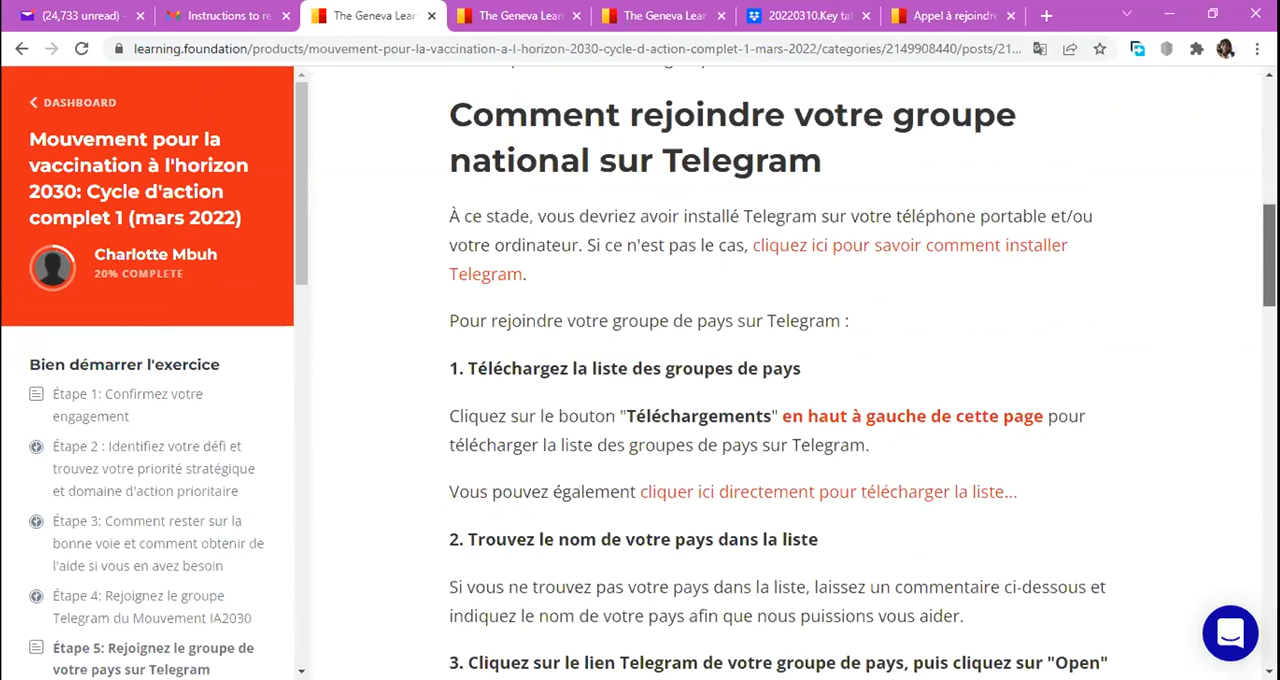 (24,733 unread) -
Instructions to re
The Geneva Lear
The Geneva Lear
The Geneva Lear
20220310.Key tal
Appel à rejoindre
learning.foundation/products/mouvement-pour-la-vaccination-a-l-horizon-2030-cycle-d-action-complet-1-mars-2022/categories/2149908440/posts/21...
DASHBOARD
Mouvement pour la
vaccination à l'horizon
2030: Cycle d'action
complet 1 (mars 2022)
Charlotte Mbuh
20% COMPLETE
Bien démarrer l'exercice
Étape 1: Confirmez votre
engagement
Étape 2 : Identifiez votre défi et
trouvez votre priorité stratégique
et domaine d'action prioritaire
Étape 3: Comment rester sur la
bonne voie et comment obtenir de
l'aide si vous en avez besoin
Étape 4: Rejoignez le groupe
Telegram du Mouvement IA2030
Étape 5: Rejoignez le groupe de
votre pays sur Telegram
Comment rejoindre votre groupe
national sur Telegram
À ce stade, vous devriez avoir installé Telegram sur votre téléphone portable et/ou
votre ordinateur. Si ce n'est pas le cas, cliquez ici pour savoir comment installer
Telegram.
Pour rejoindre votre groupe de pays sur Telegram :
1. Téléchargez la liste des groupes de pays
Cliquez sur le bouton "Téléchargements" en haut à gauche de cette page pour
télécharger la liste des groupes de pays sur Telegram.
Vous pouvez également cliquer ici directement pour télécharger la liste...
2. Trouvez le nom de votre pays dans la liste
Si vous ne trouvez pas votre pays dans la liste, laissez un commentaire ci-dessous et
indiquez le nom de votre pays afin que nous puissions vous aider.
3. Cliquez sur le lien Telegram de votre groupe de pays, puis cliquez sur "Open"